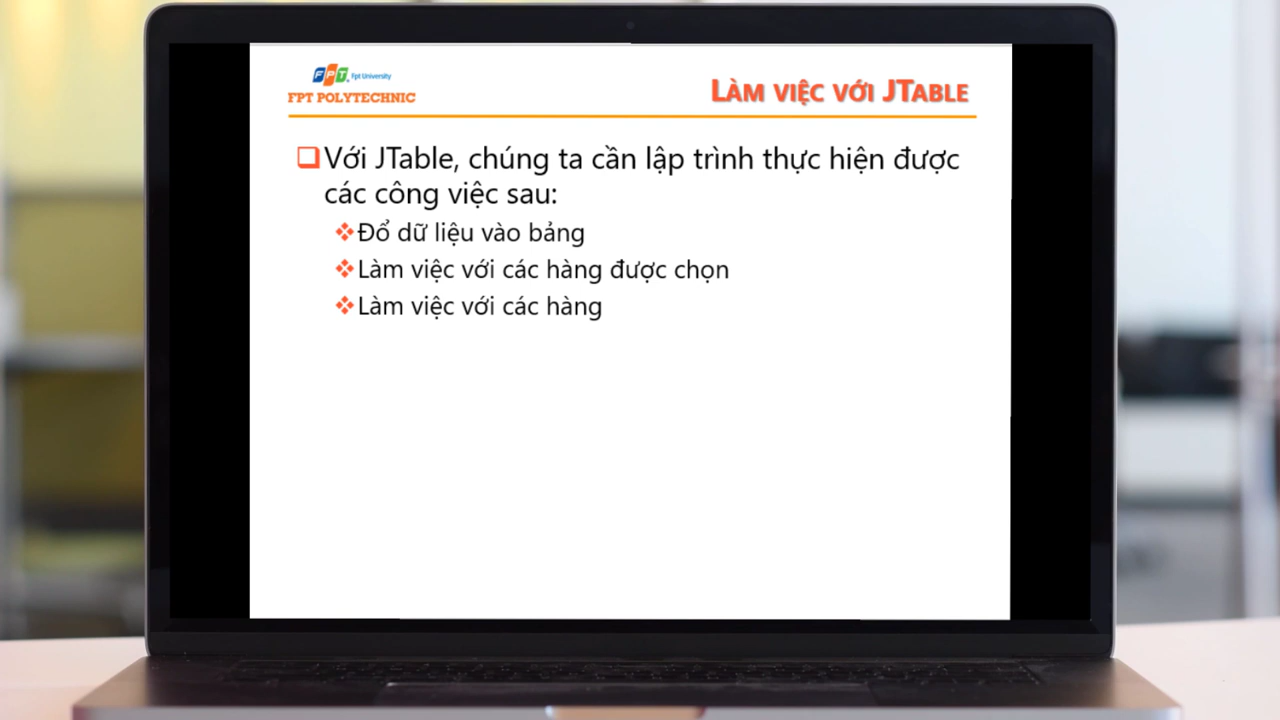 FPT. Fpt University
FPT POLYTECHNIC
LÀM VIỆC VỚI JTABLE
Với JTable, chúng ta cần lập trình thực hiện được
các công việc sau:
Đổ dữ liệu vào bảng
Làm việc với các hàng được chọn
Làm việc với các hàng